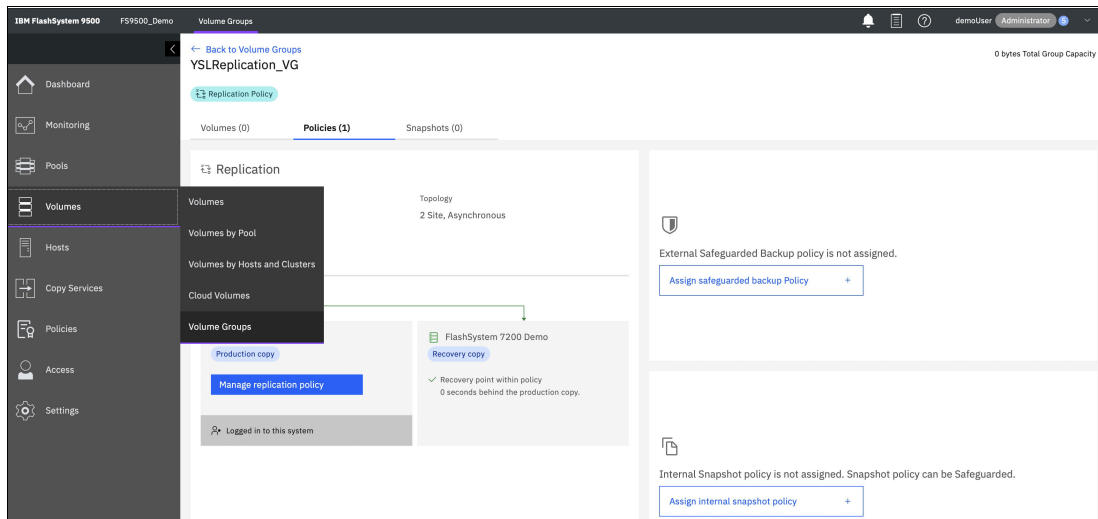 IBM FlashSystem 9500 FS9500_Demo Volume Groups demoUser Administrator S
← Back to Volume Groups
YSLReplication_VG
0 bytes Total Group Capacity
Replication Policy
Volumes (0) Policies (1) Snapshots (0)
Dashboard
Monitoring
Pools
Volumes
Hosts
Copy Services
Policies
Access
Settings
Volumes
Volumes by Pool
Volumes by Hosts and Clusters
Cloud Volumes
Volume Groups
Replication
Topology
2 Site, Asynchronous
Production copy
Manage replication policy
Logged in to this system
FlashSystem 7200 Demo
Recovery copy
Recovery point within policy
0 seconds behind the production copy.
External Safeguarded Backup policy is not assigned.
Assign safeguarded backup Policy +
Internal Snapshot policy is not assigned. Snapshot policy can be Safeguarded.
Assign internal snapshot policy +